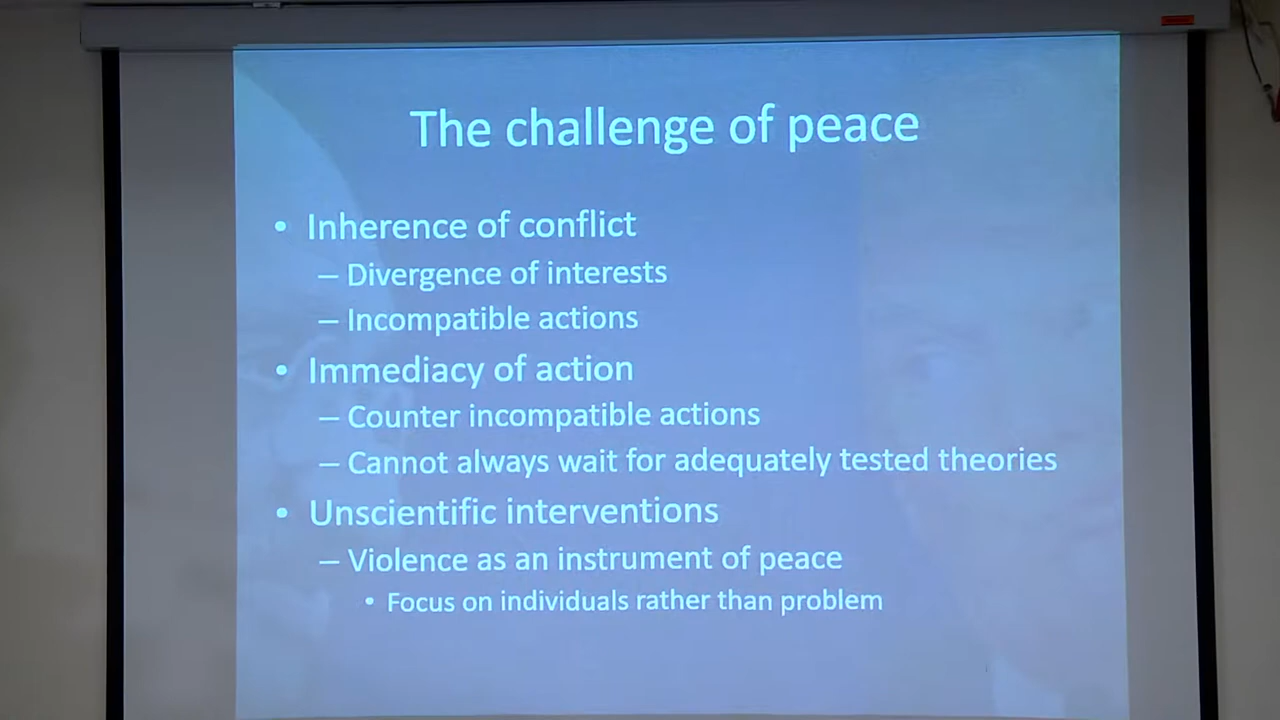 The challenge of peace
• Inherence of conflict
– Divergence of interests
– Incompatible actions
• Immediacy of action
– Counter incompatible actions
– Cannot always wait for adequately tested theories
• Unscientific interventions
– Violence as an instrument of peace
• Focus on individuals rather than problem